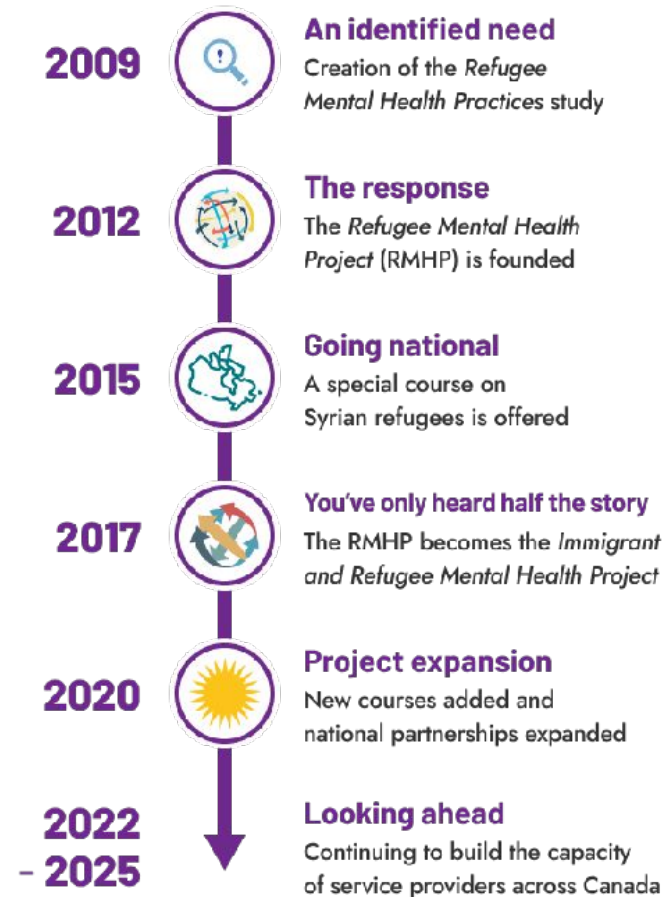 2009
An identified need
Creation of the Refugee
Mental Health Practices study
2012
The response
The Refugee Mental Health
Project (RMHP) is founded
2015
Going national
A special course on
Syrian refugees is offered
2017
You've only heard half the story
The RMHP becomes the Immigrant
and Refugee Mental Health Project
2020
Project expansion
New courses added and
national partnerships expanded
2022
- 2025
Looking ahead
Continuing to build the capacity
of service providers across Canada